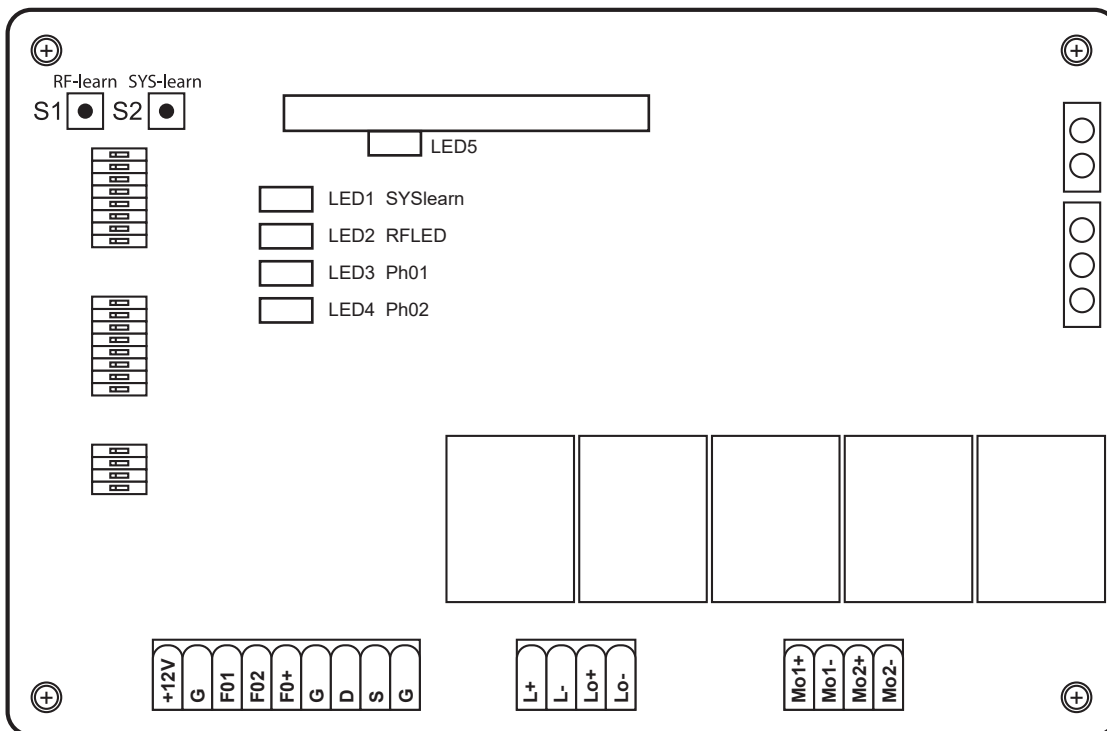 RF-learn SYS-learn
S1 S2
LED5
LED1 SYSlearn
LED2 RFLED
LED3 Ph01
LED4 Ph02
+12V G F01 F02 F0+ G D S G
L+ L- Lo+ Lo-
Mo1+ Mo1- Mo2+ Mo2-